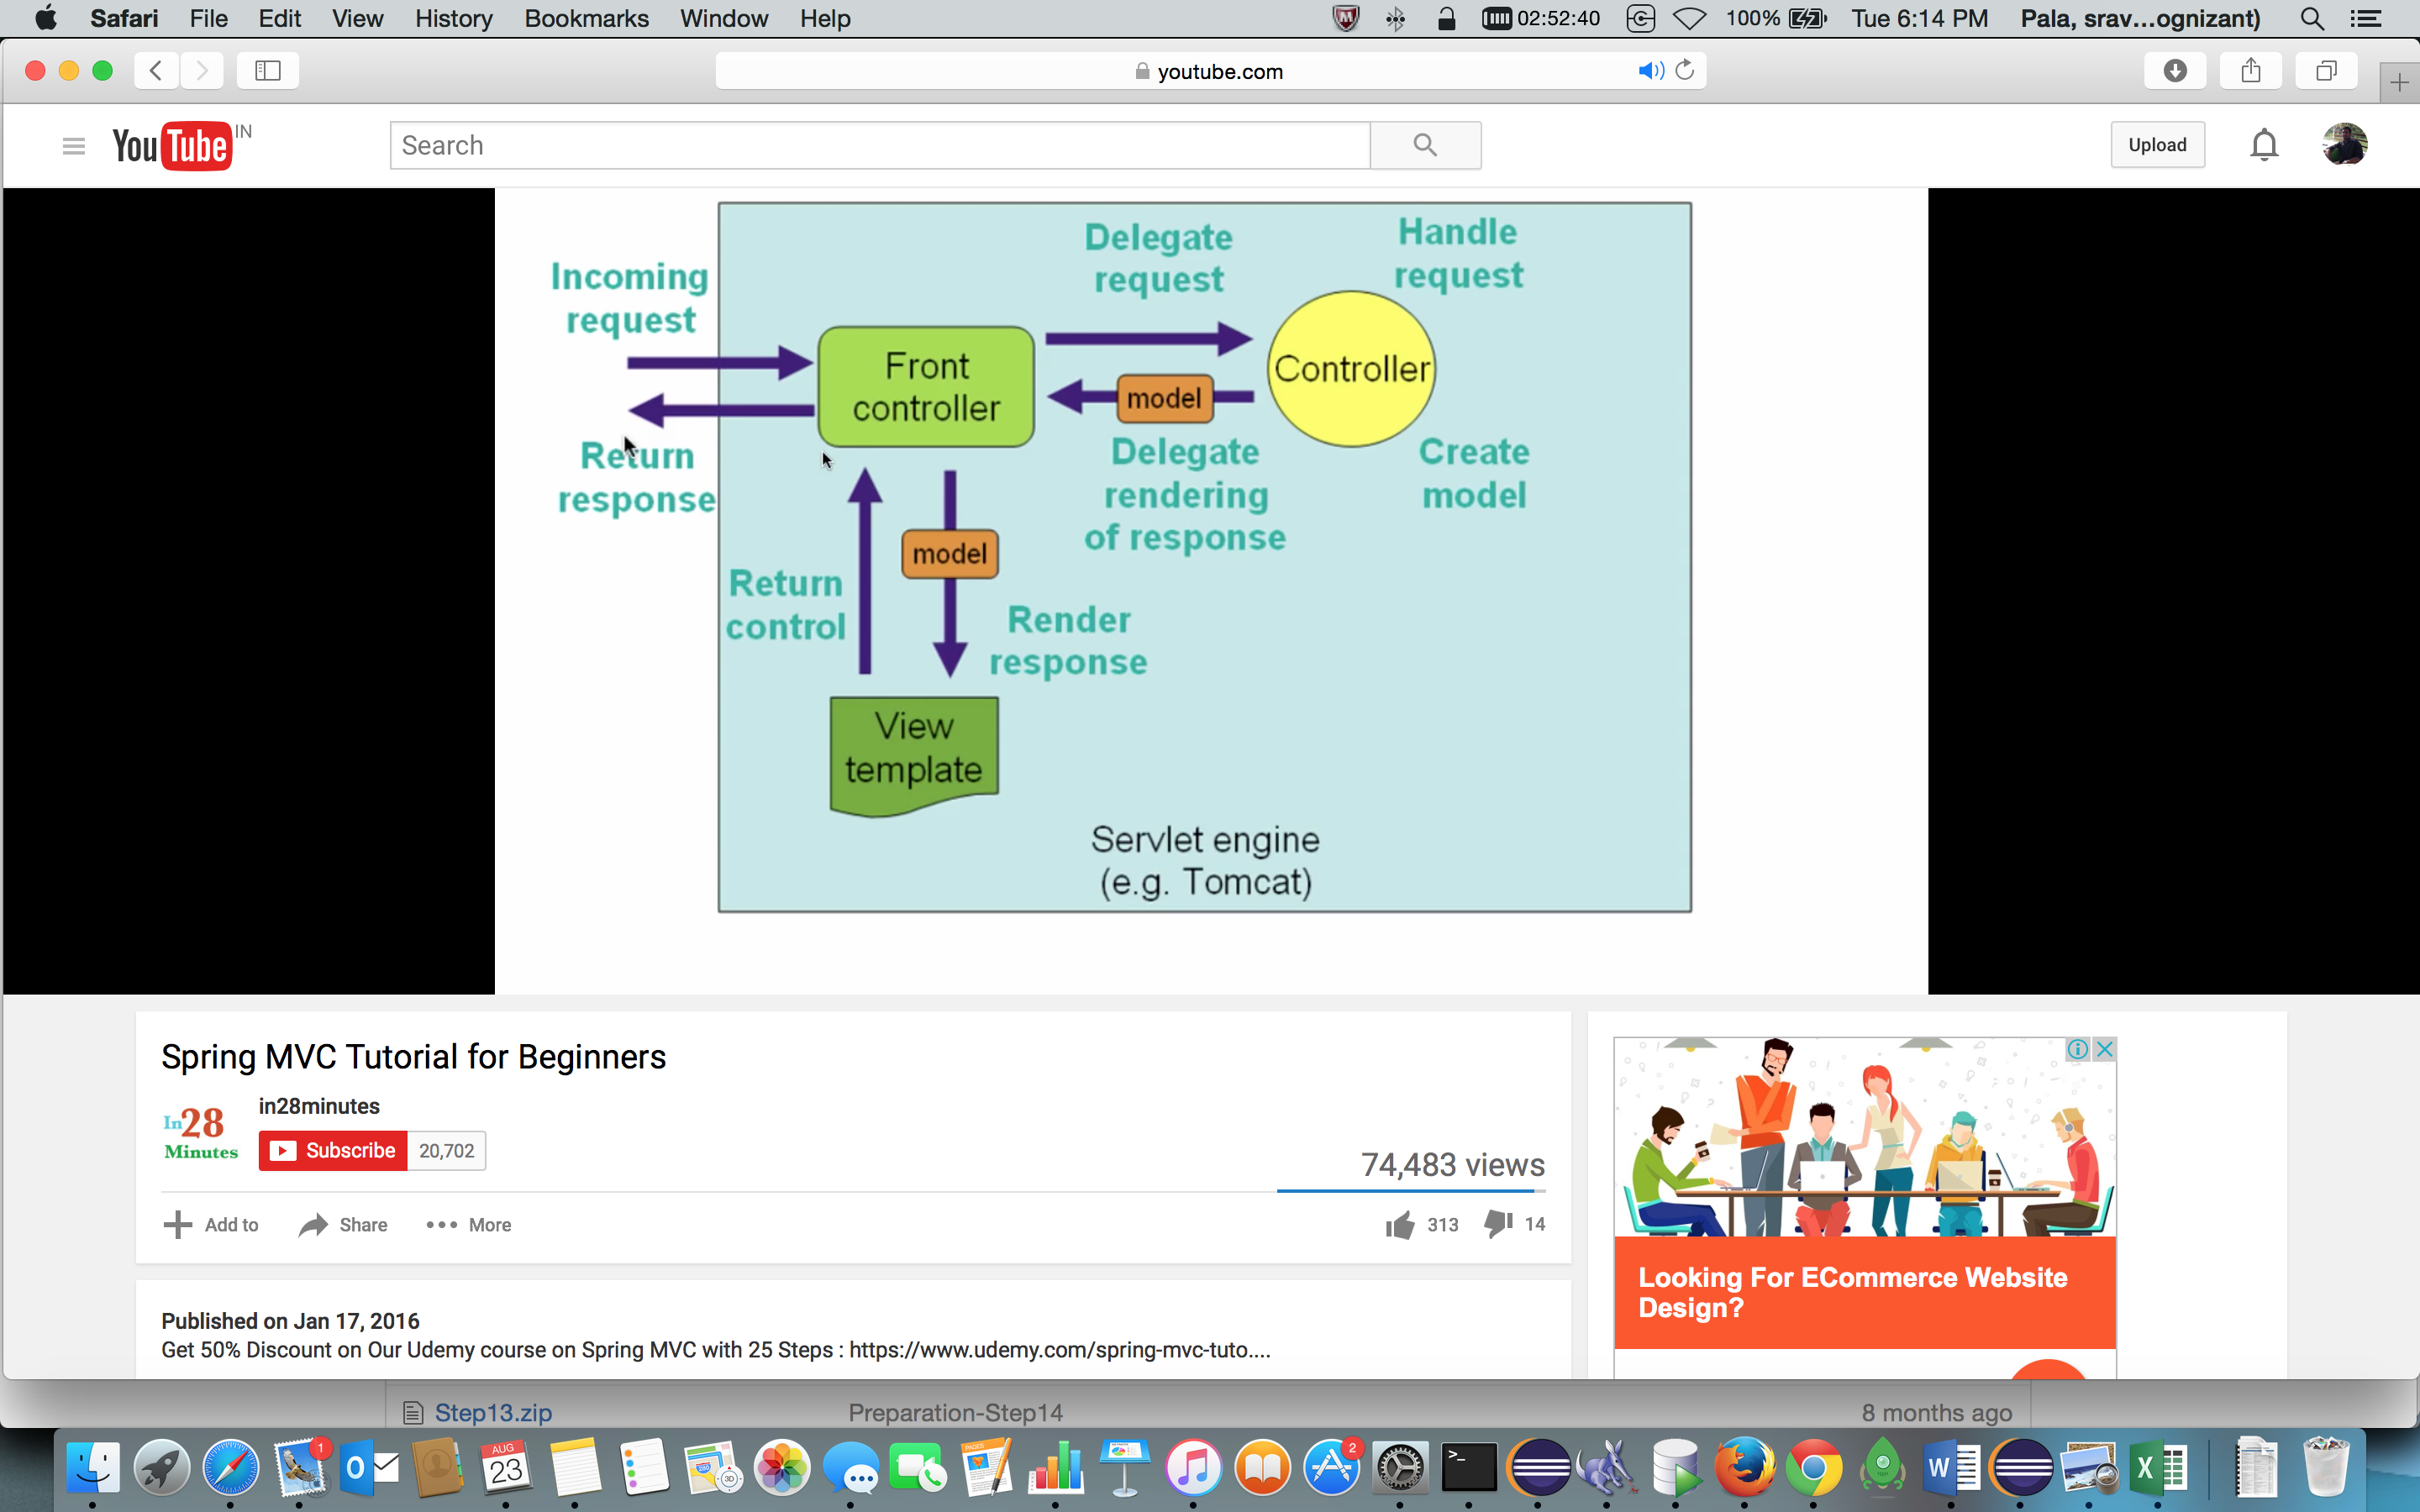 Safari File Edit View History Bookmarks Window Help 02:52:40 100% Tue 6:14 PM Pala, srav...ognizant)
youtube.com
YouTube IN
Search
Upload
Incoming
request
Delegate
request
Handle
request
Front
controller
Controller
model
Return
response
Delegate
rendering
of response
Create
model
model
Return
control
Render
response
View
template
Servlet engine
(e.g. Tomcat)
Spring MVC Tutorial for Beginners
In28
Minutes
in28minutes
Subscribe 20,702
74,483 views
Add to Share More
313 14
Published on Jan 17, 2016
Get 50% Discount on Our Udemy course on Spring MVC with 25 Steps : https://www.udemy.com/spring-mvc-tuto....
Looking For ECommerce Website
Design?
Step13.zip Preparation-Step14 8 months ago
1
AUG
23
3D
PAGES
2
>_
W
X